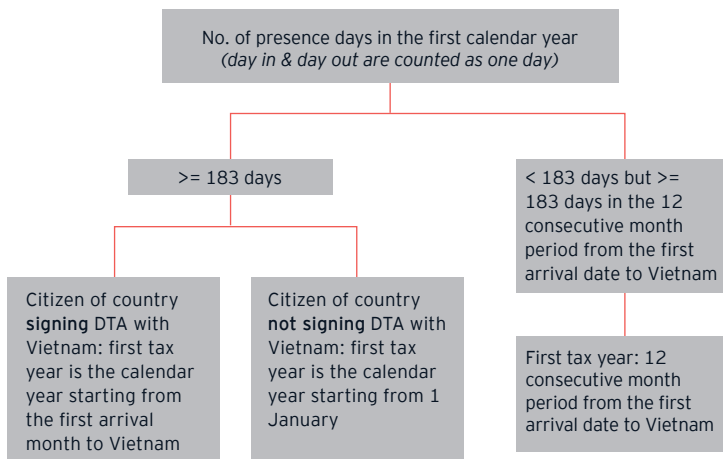 No. of presence days in the first calendar year
(day in & day out are counted as one day)
>= 183 days
< 183 days but >=
183 days in the 12
consecutive month
period from the first
arrival date to Vietnam
Citizen of country
signing DTA with
Vietnam: first tax
year is the calendar
year starting from
the first arrival
month to Vietnam
Citizen of country
not signing DTA with
Vietnam: first tax
year is the calendar
year starting from 1
January
First tax year: 12
consecutive month
period from the first
arrival date to Vietnam